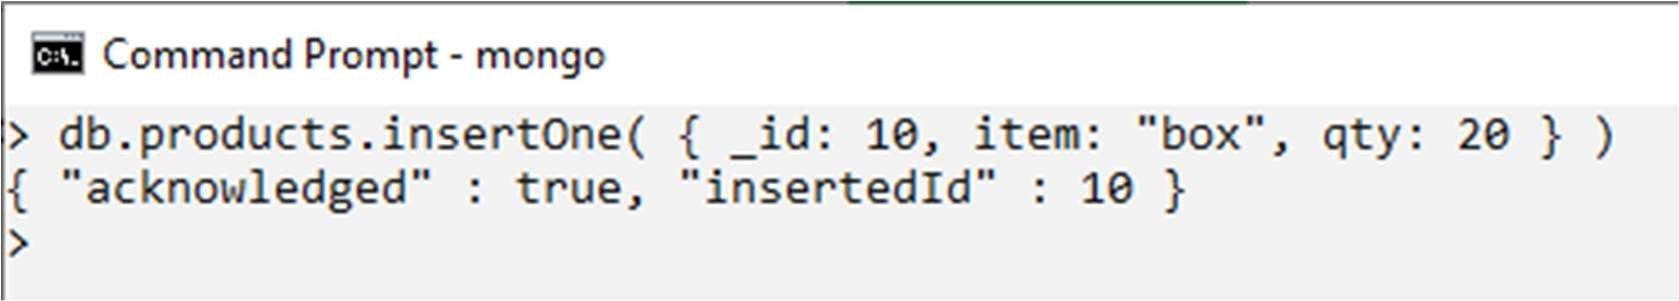 C:\.
Command Prompt - mongo
> db.products.insertOne( { _id: 10, item: "box", qty: 20 } )
{ "acknowledged" : true, "insertedId" : 10 }
>